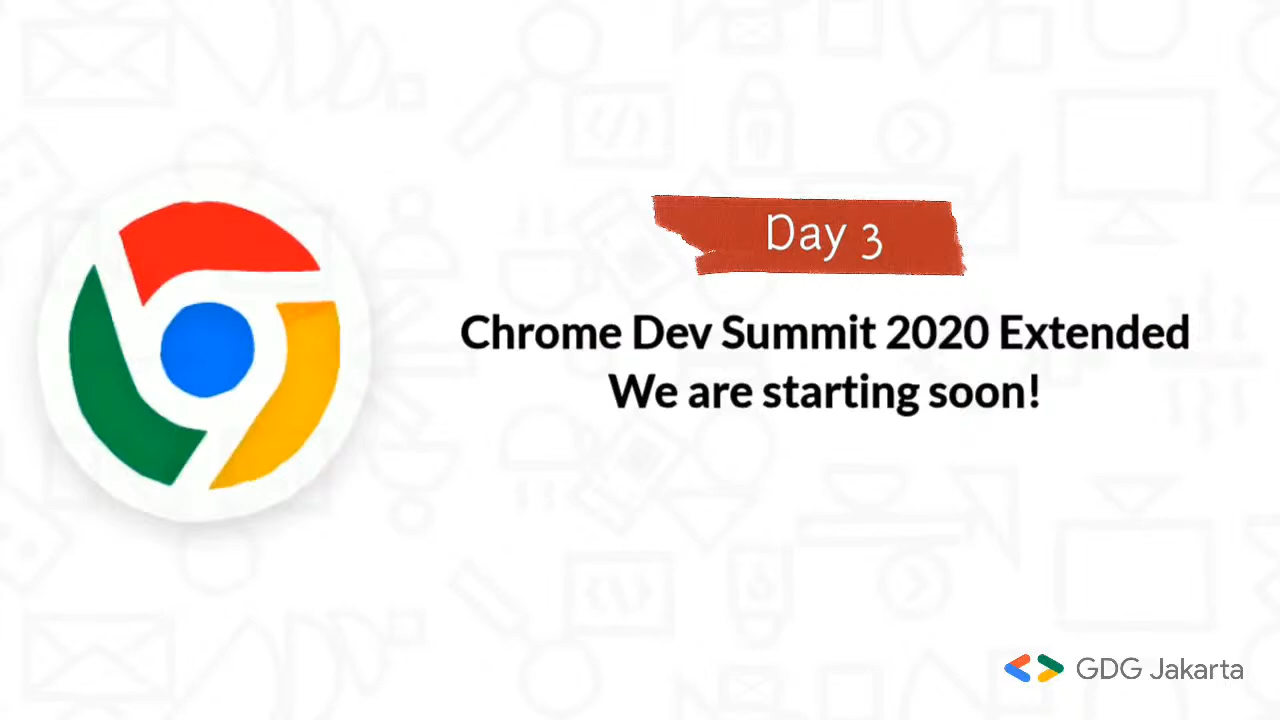 Day 3
Chrome Dev Summit 2020 Extended
We are starting soon!
GDG Jakarta